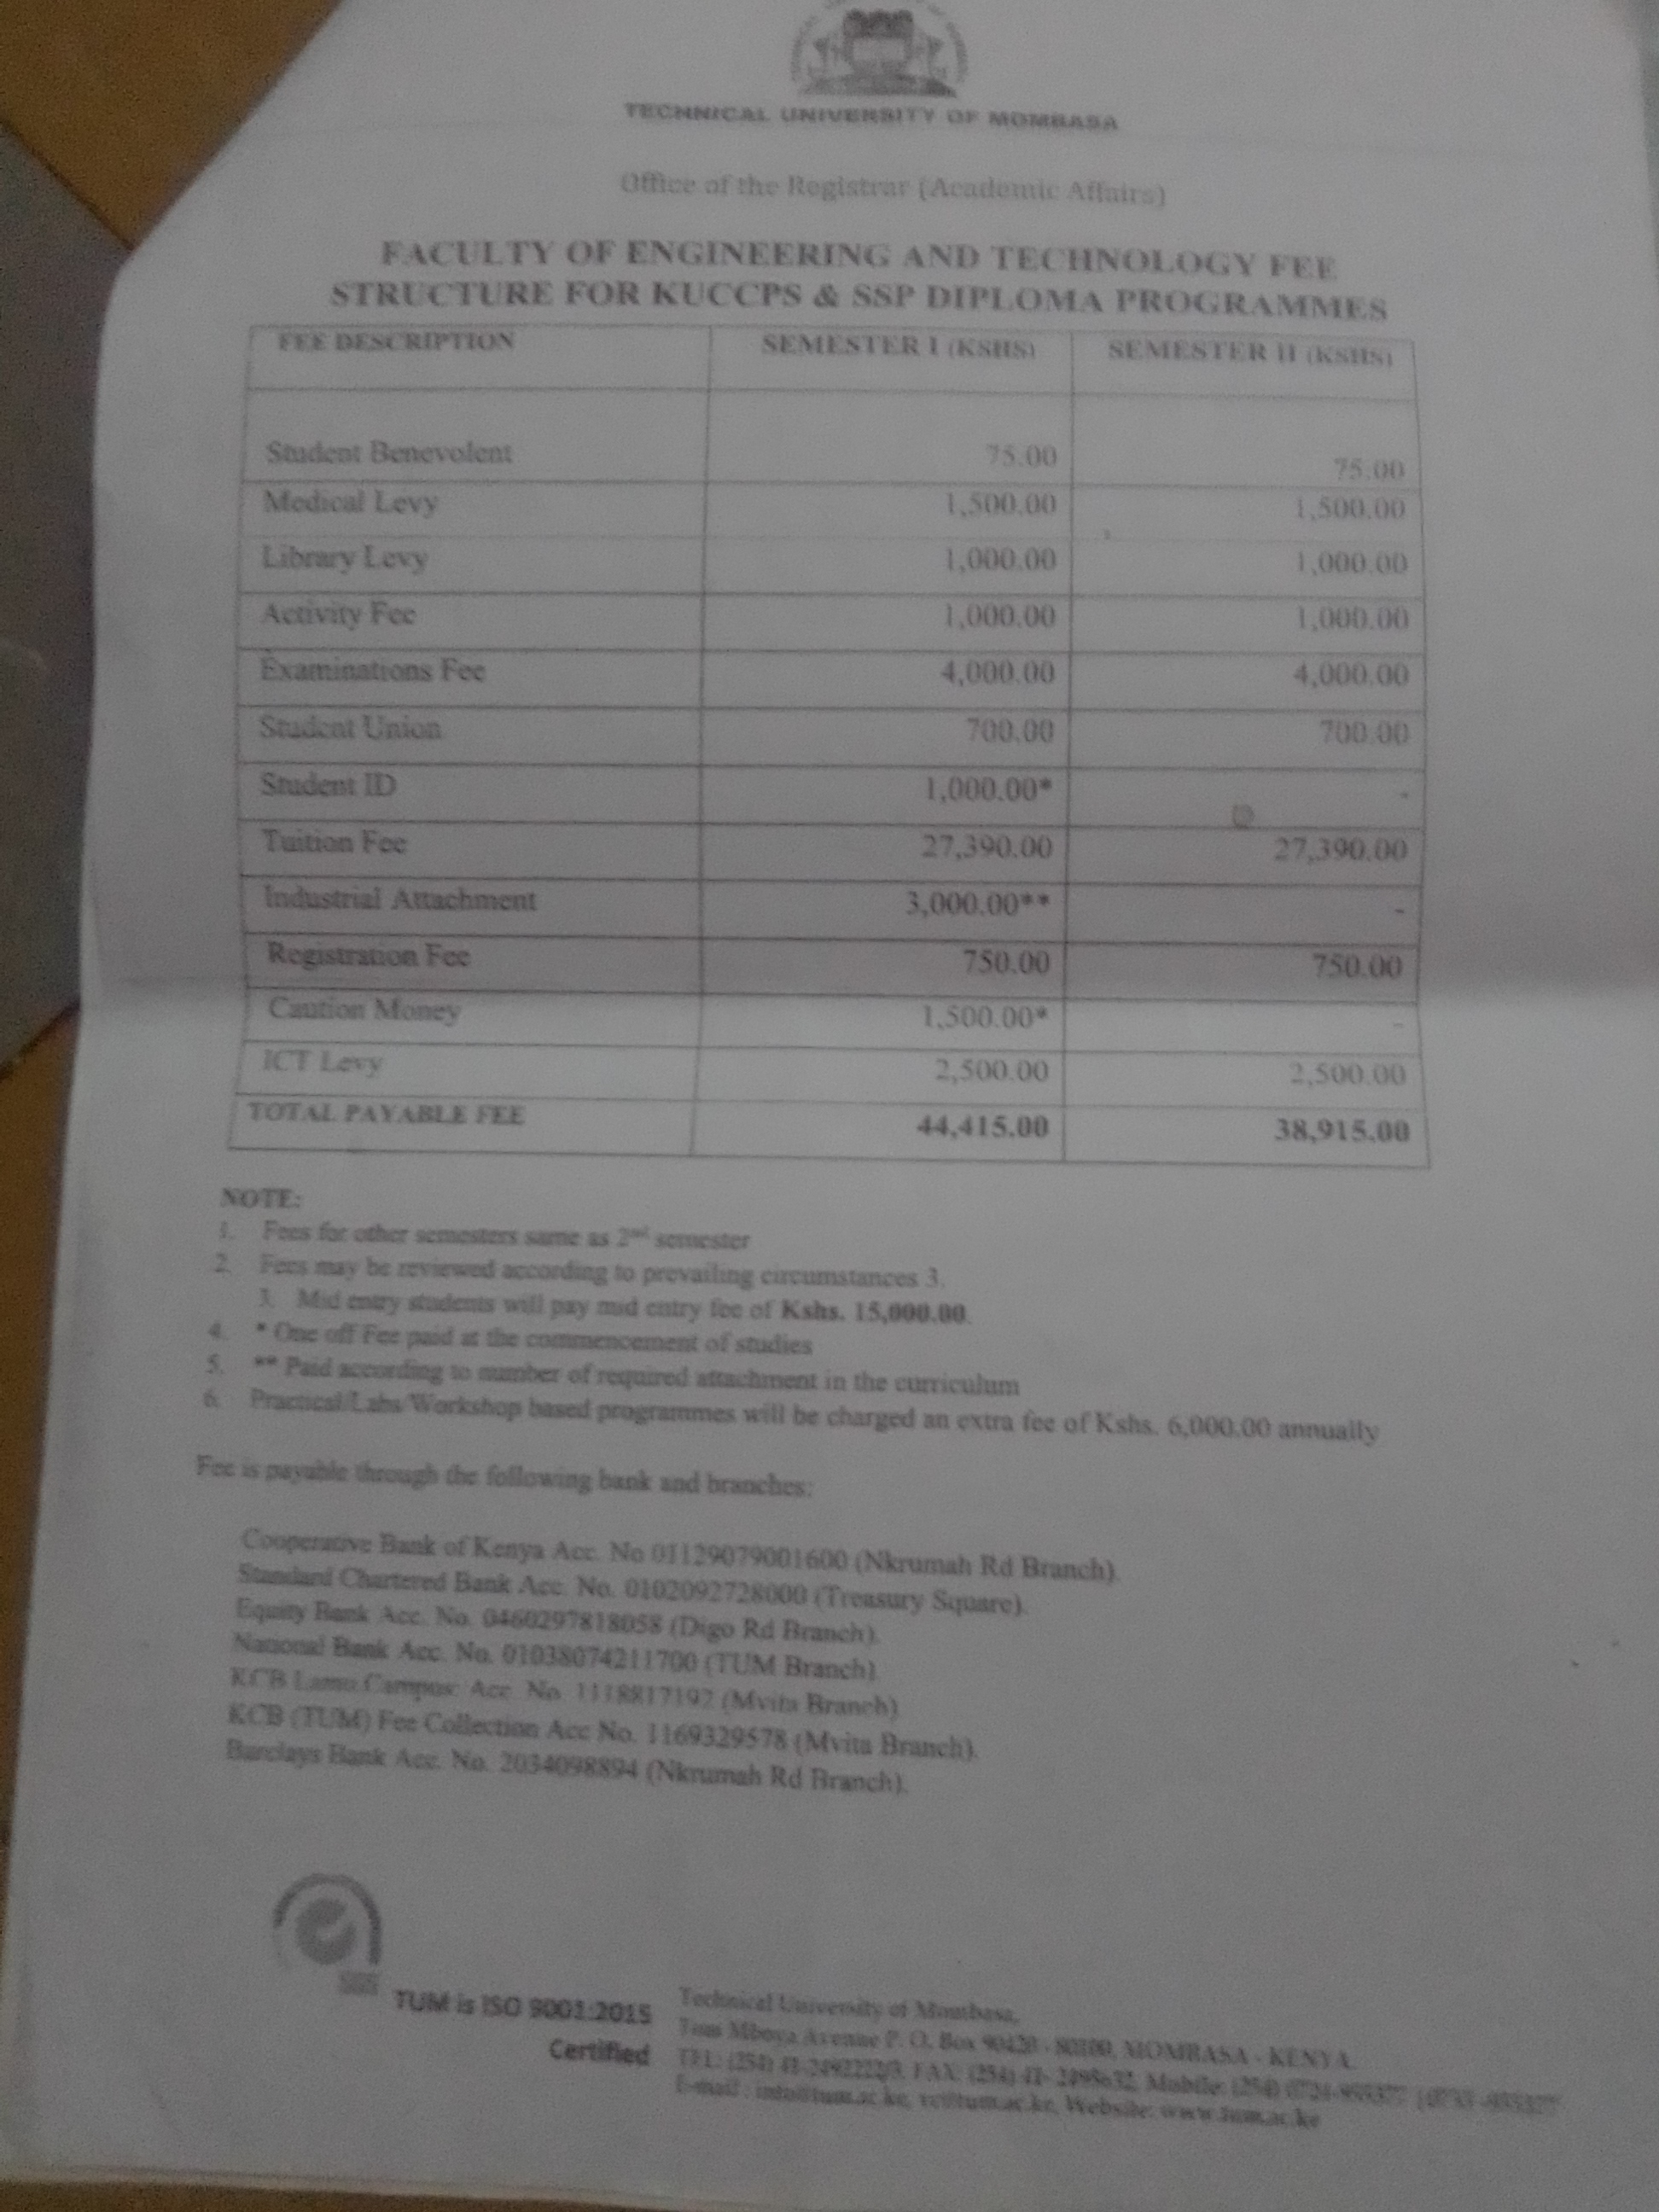 TECHNICAL UNIVERSITY OF MOMBASA
Office of the Registrar (Academic Affairs)
FACULTY OF ENGINEERING AND TECHNOLOGY FEE
STRUCTURE FOR KUCCPS & SSP DIPLOMA PROGRAMMES
FEE DESCRIPTION SEMESTER I (KSHS) SEMESTER II (KSHS)
Student Benevolent 75.00 75.00
Medical Levy 1,500.00 1,500.00
Library Levy 1,000.00 1,000.00
Activity Fee 1,000.00 1,000.00
Examinations Fee 4,000.00 4,000.00
Student Union 700.00 700.00
Student ID 1,000.00* -
Tuition Fee 27,390.00 27,390.00
Industrial Attachment 3,000.00** -
Registration Fee 750.00 750.00
Caution Money 1,500.00* -
ICT Levy 2,500.00 2,500.00
TOTAL PAYABLE FEE 44,415.00 38,915.00
NOTE:
1. Fees for other semesters same as 2nd semester
2. Fees may be reviewed according to prevailing circumstances 3.
3. Mid entry students will pay mid entry fee of Kshs. 15,000.00.
4. * One off Fee paid at the commencement of studies
5. ** Paid according to number of required attachment in the curriculum
6. Practical/Labs/Workshop based programmes will be charged an extra fee of Kshs. 6,000.00 annually
Fee is payable through the following bank and branches:
Cooperative Bank of Kenya Acc. No 01129079001600 (Nkrumah Rd Branch).
Standard Chartered Bank Acc. No. 0102092728000 (Treasury Square).
Equity Bank Acc. No. 0460297818058 (Digo Rd Branch).
National Bank Acc. No. 01038074211700 (TUM Branch).
KCB Lamu Campus: Acc. No. 1118817192 (Mvita Branch)
KCB (TUM) Fee Collection Acc No. 1169329578 (Mvita Branch).
Barclays Bank Acc. No. 2034098894 (Nkrumah Rd Branch).
SGS
TUM is ISO 9001:2015
Certified
Technical University of Mombasa,
Tom Mboya Avenue P. O. Box 90420 - 80100, MOMBASA - KENYA.
TEL: (254) 41-2492222/3, FAX: (254) 41- 2495632, Mobile: (254)
E-mail : info@tum.ac.ke, vc@tum.ac.ke, Website: www.tum.ac.ke